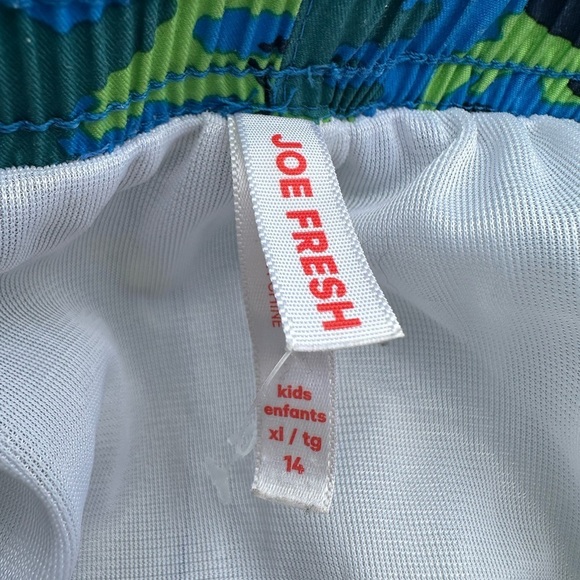 JOE FRESH
kids
enfants
xl / tg
14